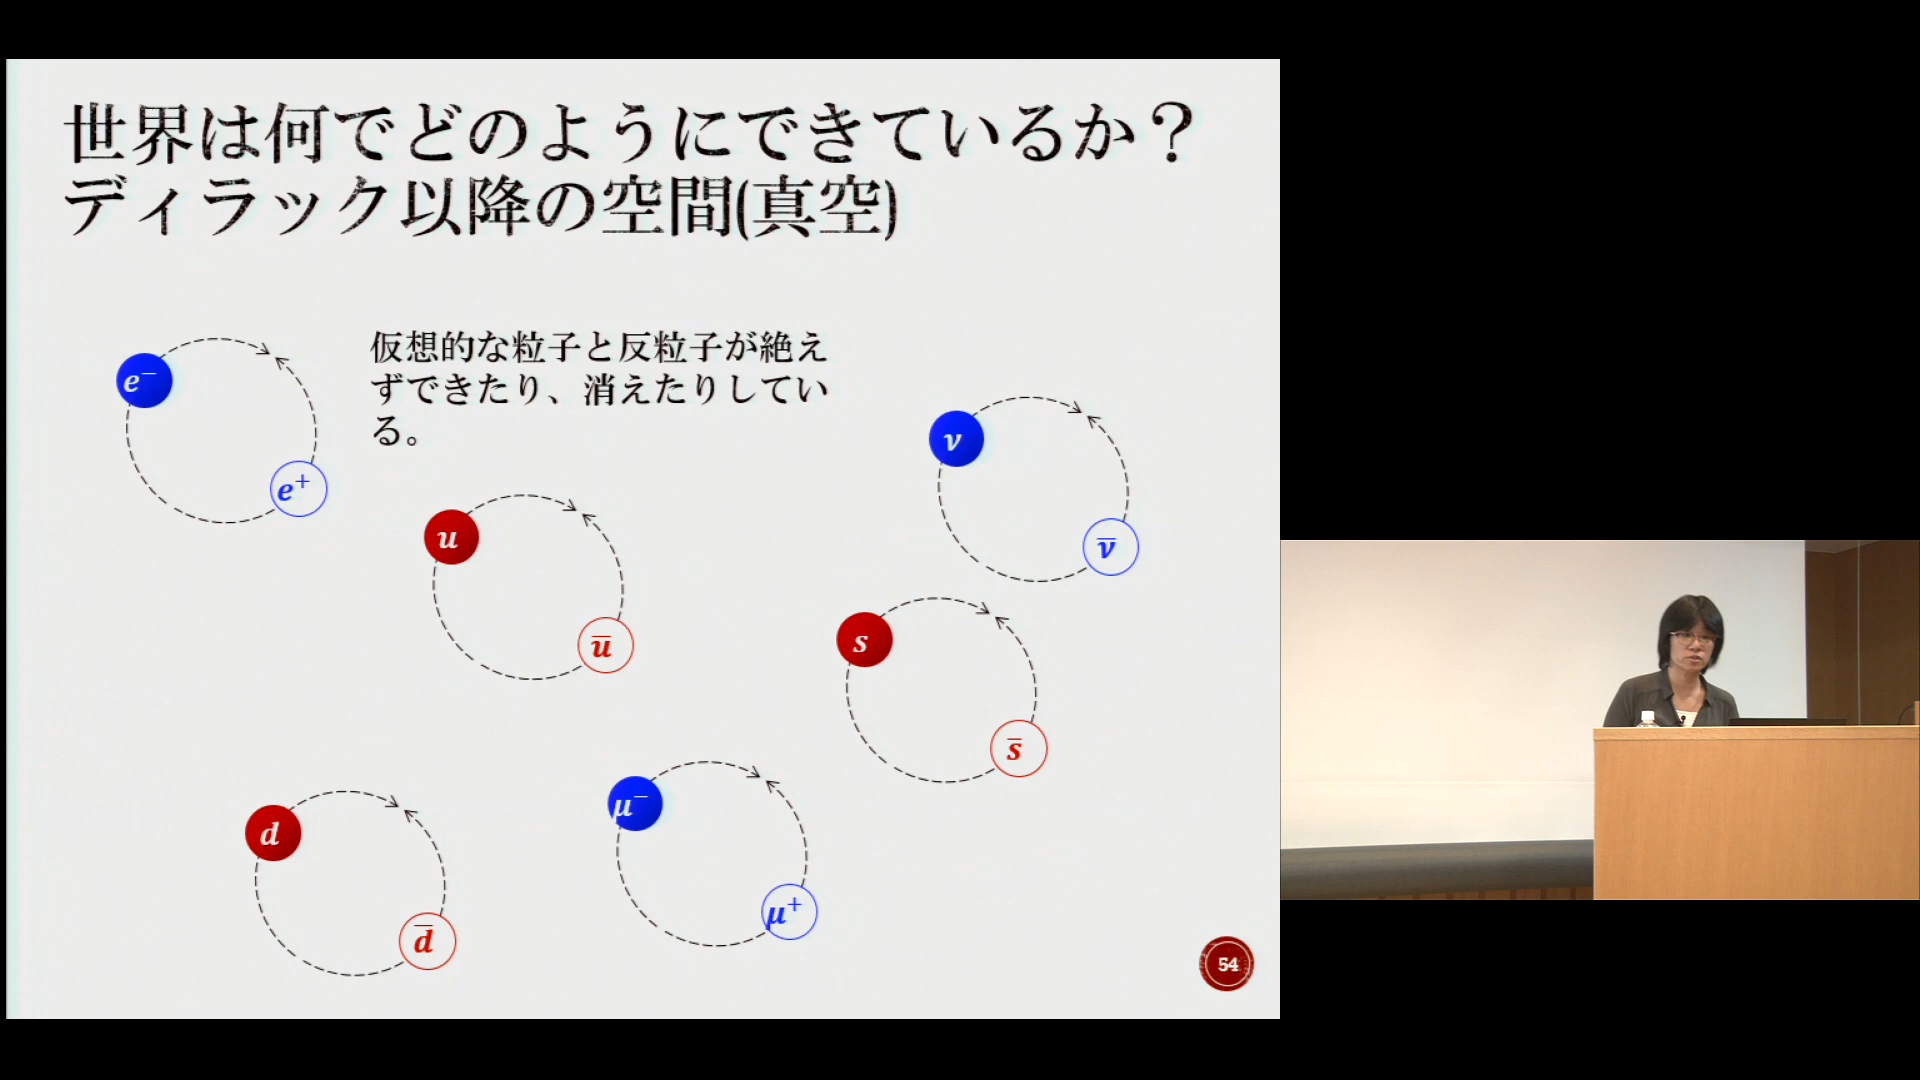 世界は何でどのようにできているか？
ディラック以降の空間(真空)
仮想的な粒子と反粒子が絶え
ずできたり、消えたりしてい
る。
e⁻
e⁺
ν
ν̅
u
u̅
s
s̅
d
d̅
μ⁻
μ⁺
54